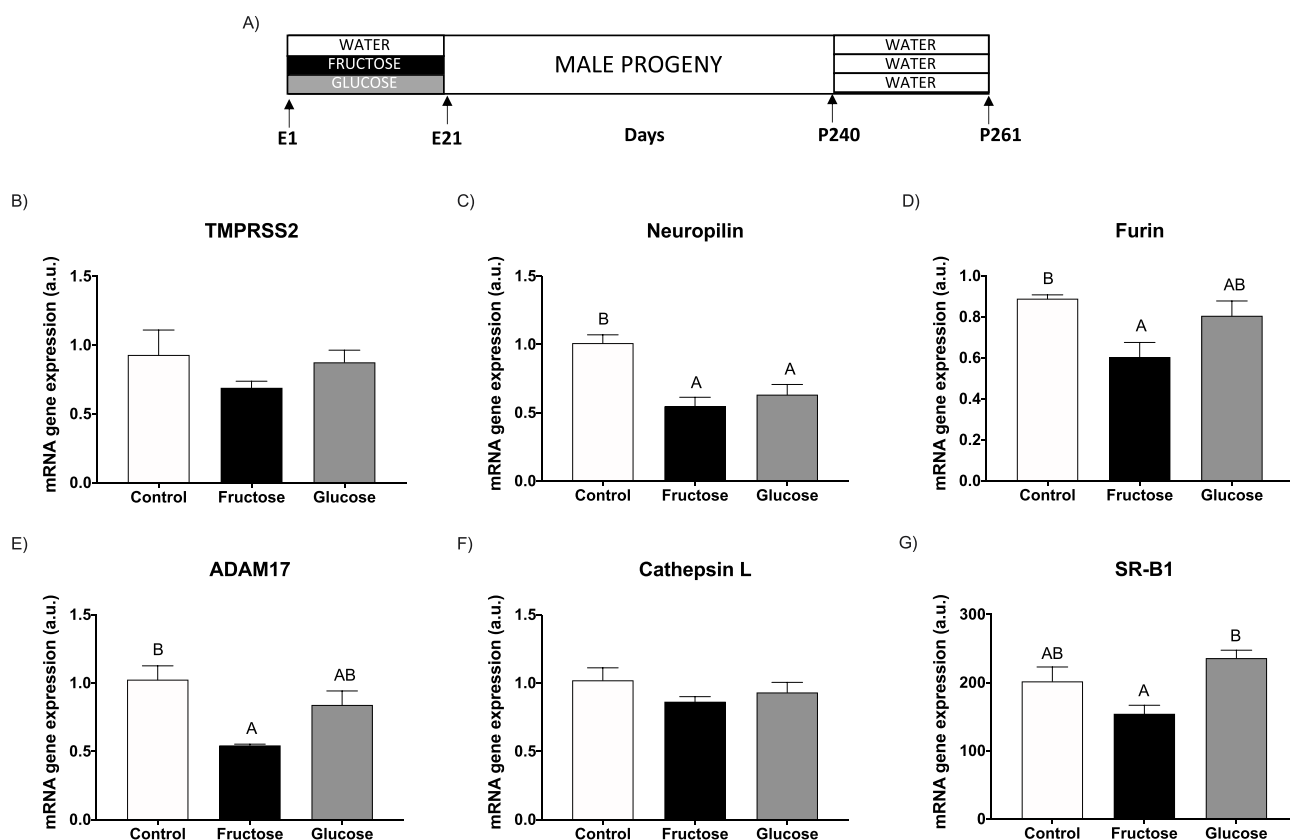 A)
WATER
FRUCTOSE
GLUCOSE
MALE PROGENY
WATER
WATER
WATER
E1
E21
Days
P240
P261
B)
TMPRSS2
mRNA gene expression (a.u.)
1.5
1.0
0.5
0.0
Control Fructose Glucose
C)
Neuropilin
mRNA gene expression (a.u.)
1.5
1.0
0.5
0.0
B
A
A
Control Fructose Glucose
D)
Furin
mRNA gene expression (a.u.)
1.0
0.8
0.6
0.4
0.2
0.0
B
A
AB
Control Fructose Glucose
E)
ADAM17
mRNA gene expression (a.u.)
1.5
1.0
0.5
0.0
B
A
AB
Control Fructose Glucose
F)
Cathepsin L
mRNA gene expression (a.u.)
1.5
1.0
0.5
0.0
Control Fructose Glucose
G)
SR-B1
mRNA gene expression (a.u.)
300
200
100
0
AB
A
B
Control Fructose Glucose